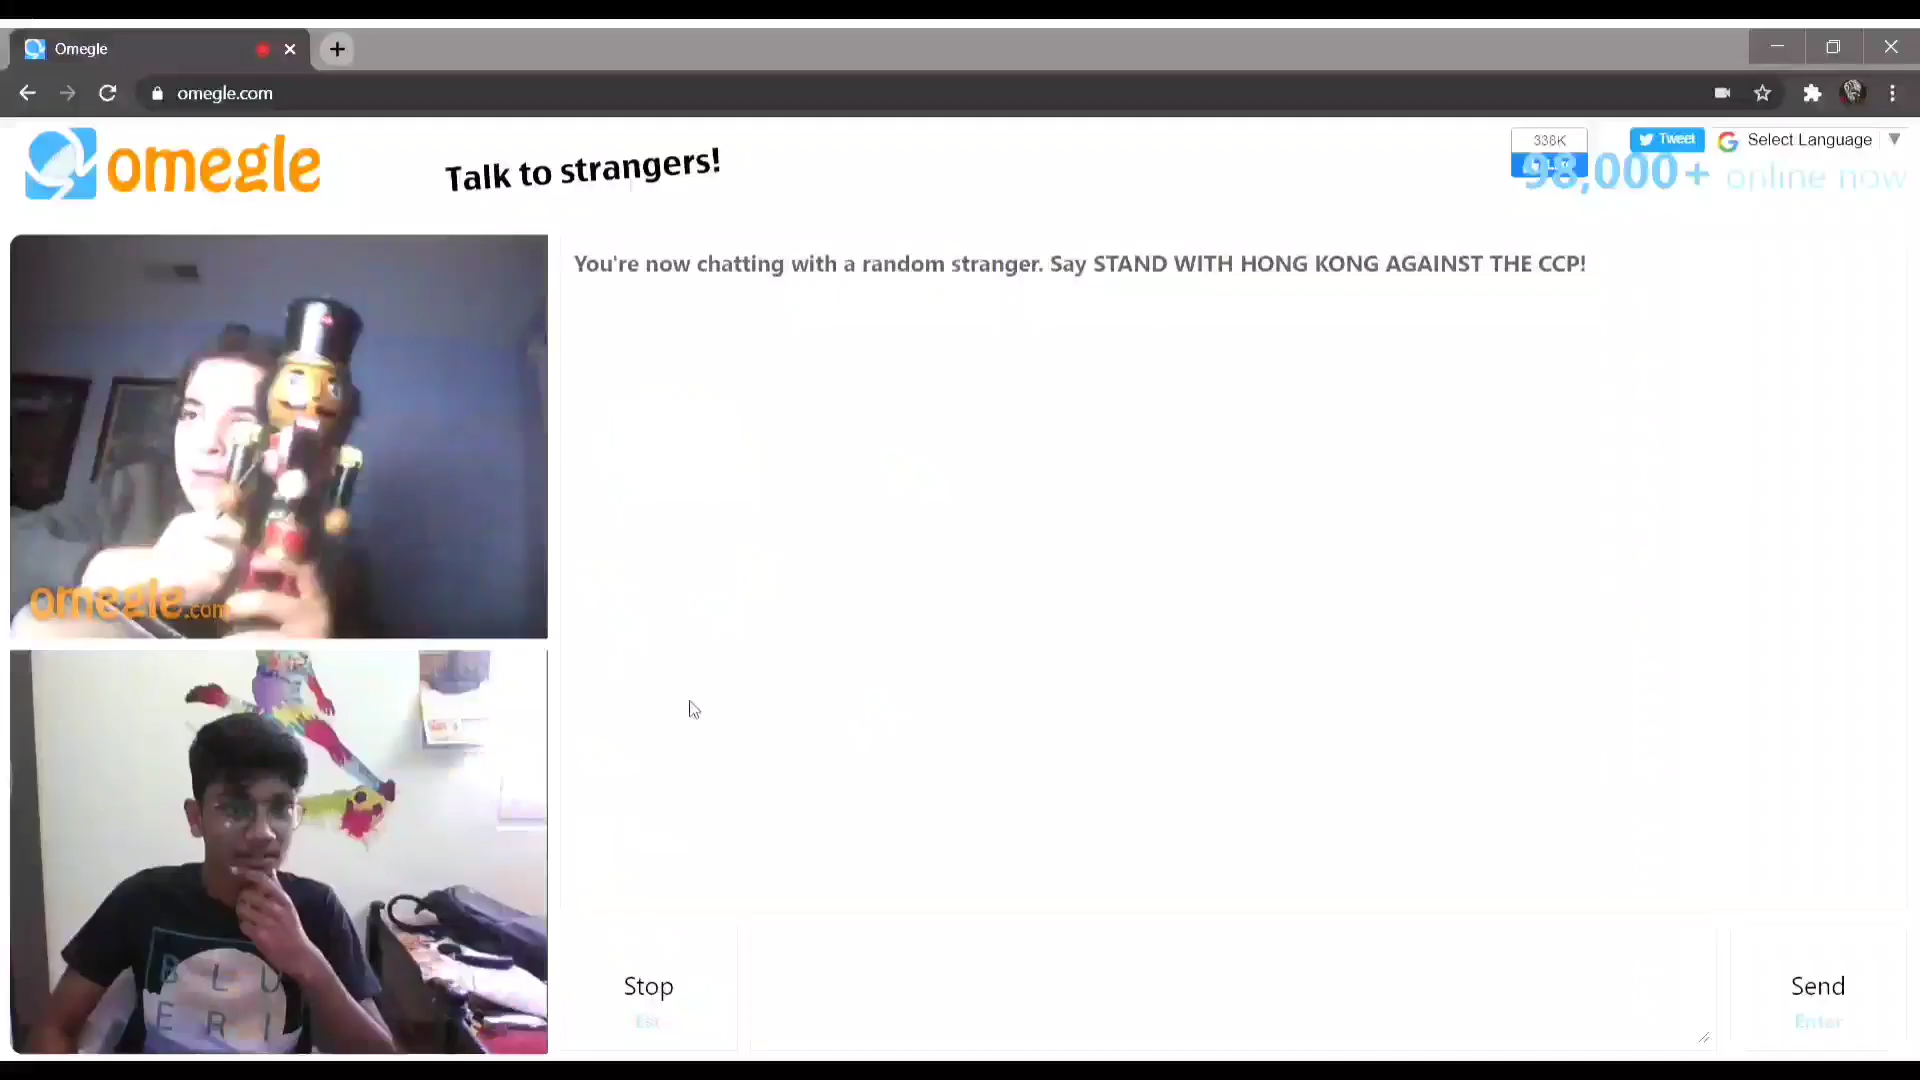 Omegle
omegle.com
omegle
Talk to strangers!
338K
Tweet
Select Language
98,000+ online now
You're now chatting with a random stranger. Say STAND WITH HONG KONG AGAINST THE CCP!
omegle.com
B L U
E R I
Stop
Esc
Send
Enter